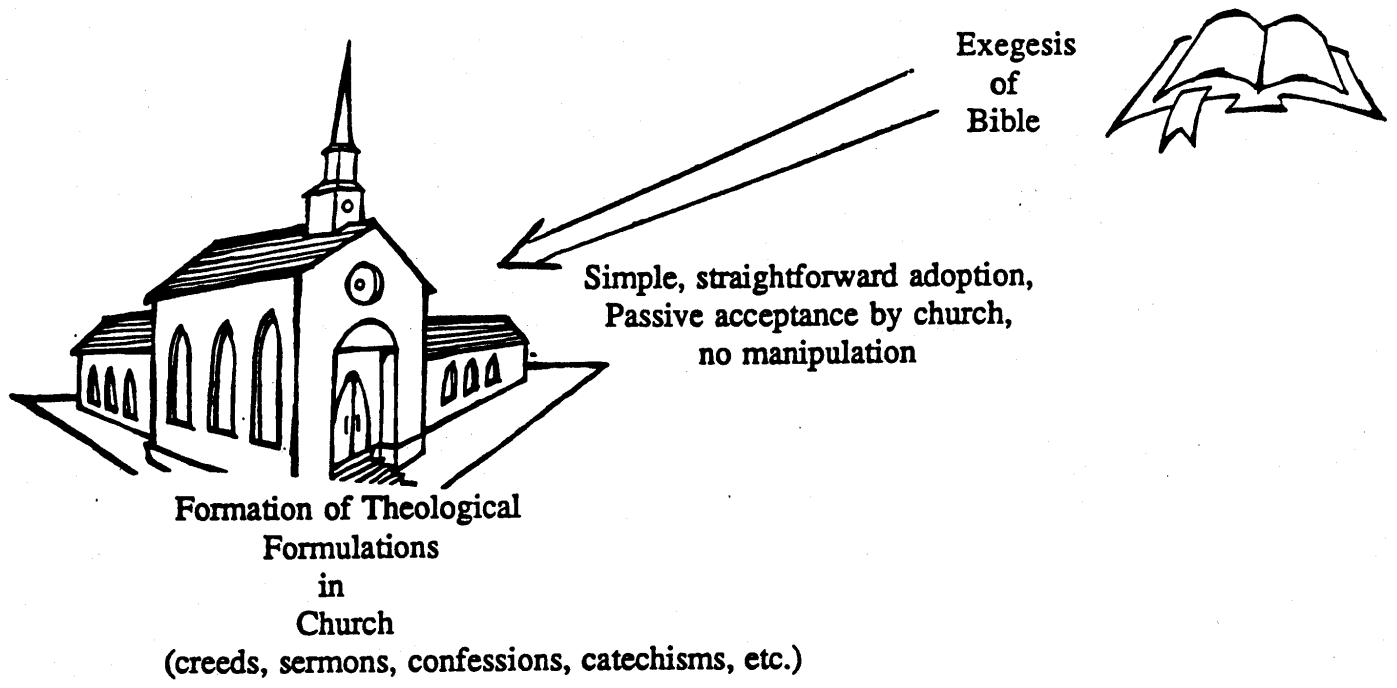 Exegesis
of
Bible
Simple, straightforward adoption,
Passive acceptance by church,
no manipulation
Formation of Theological
Formulations
in
Church
(creeds, sermons, confessions, catechisms, etc.)